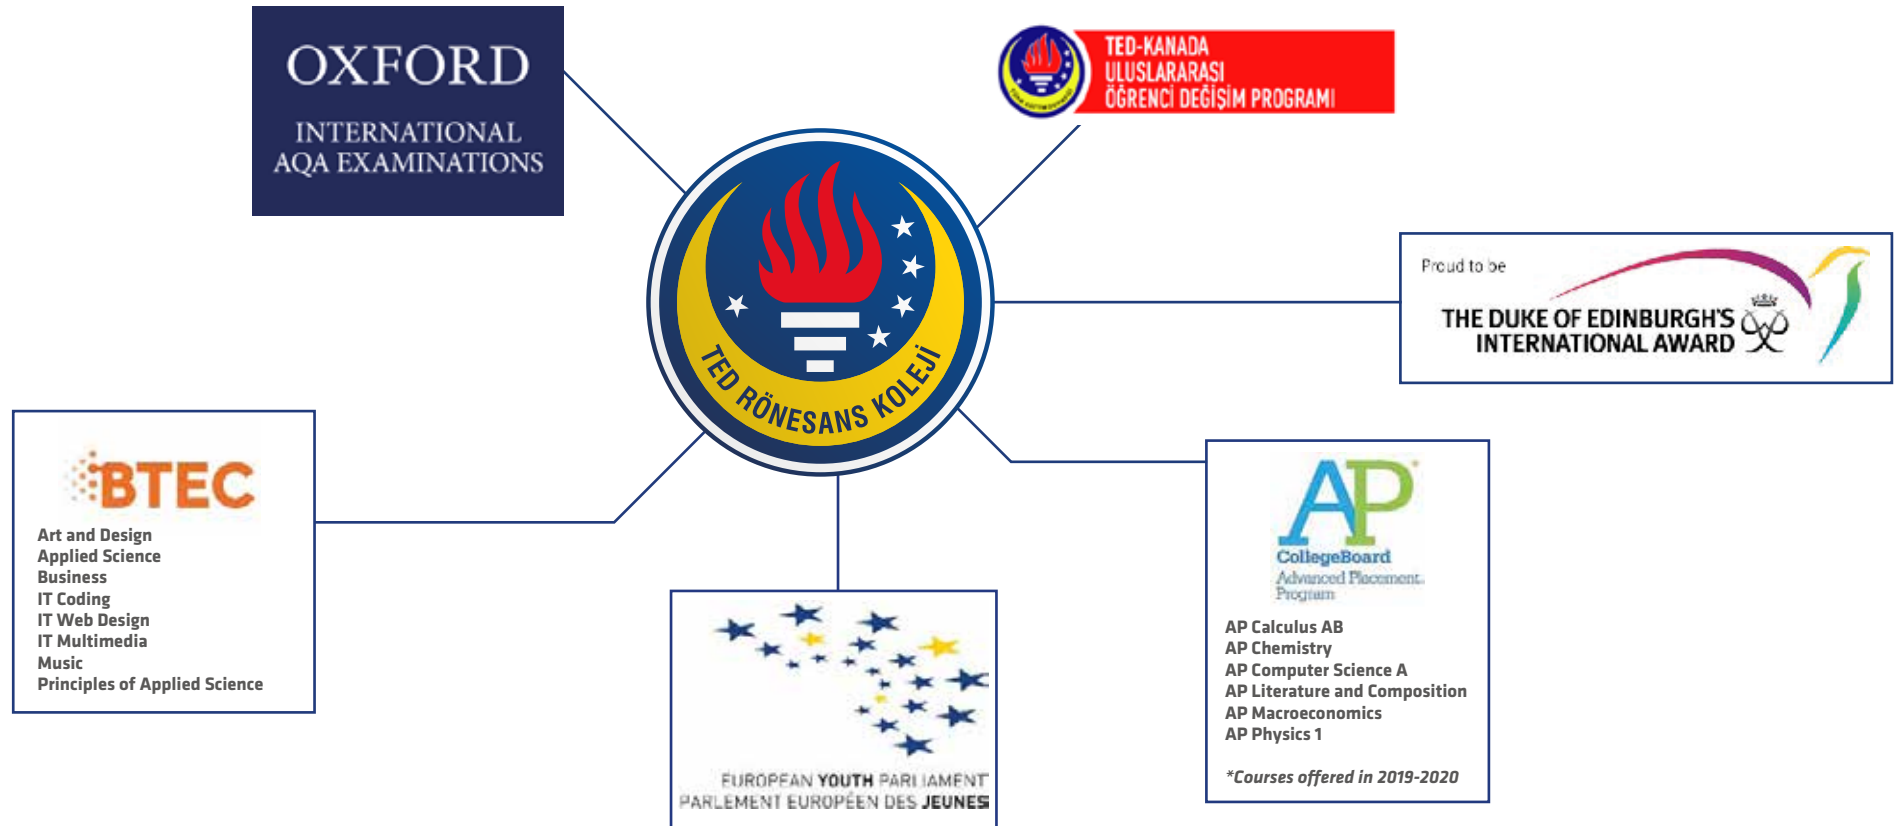 OXFORD
INTERNATIONAL
AQA EXAMINATIONS
TED-KANADA
ULUSLARARASI
ÖĞRENCİ DEĞİŞİM PROGRAMI
TED RÖNESANS KOLEJİ
Proud to be
THE DUKE OF EDINBURGH'S
INTERNATIONAL AWARD
BTEC
Art and Design
Applied Science
Business
IT Coding
IT Web Design
IT Multimedia
Music
Principles of Applied Science
EUROPEAN YOUTH PARLIAMENT
PARLEMENT EUROPÉEN DES JEUNES
AP
CollegeBoard
Advanced Placement
Program
AP Calculus AB
AP Chemistry
AP Computer Science A
AP Literature and Composition
AP Macroeconomics
AP Physics 1
*Courses offered in 2019-2020